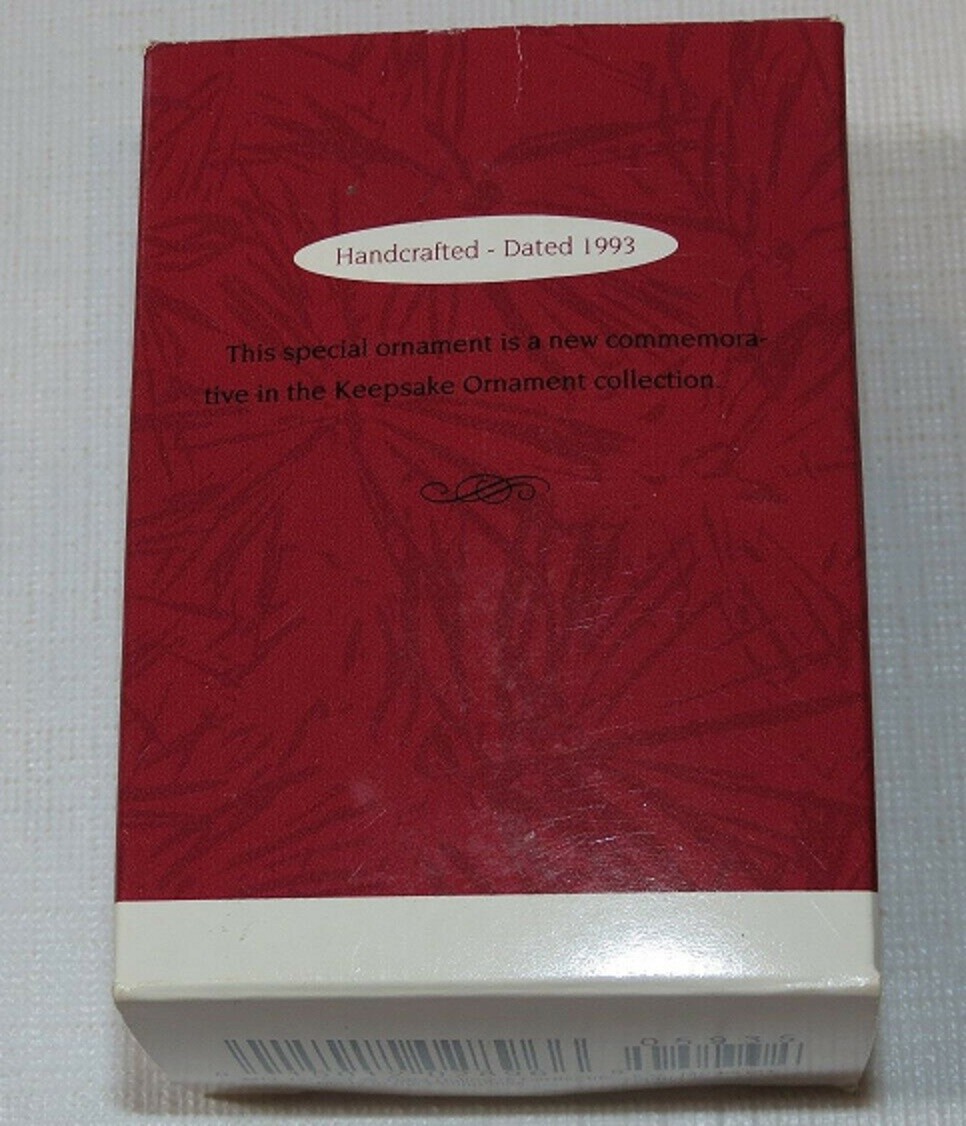 Handcrafted - Dated 1993
This special ornament is a new commemora-
tive in the Keepsake Ornament collection.